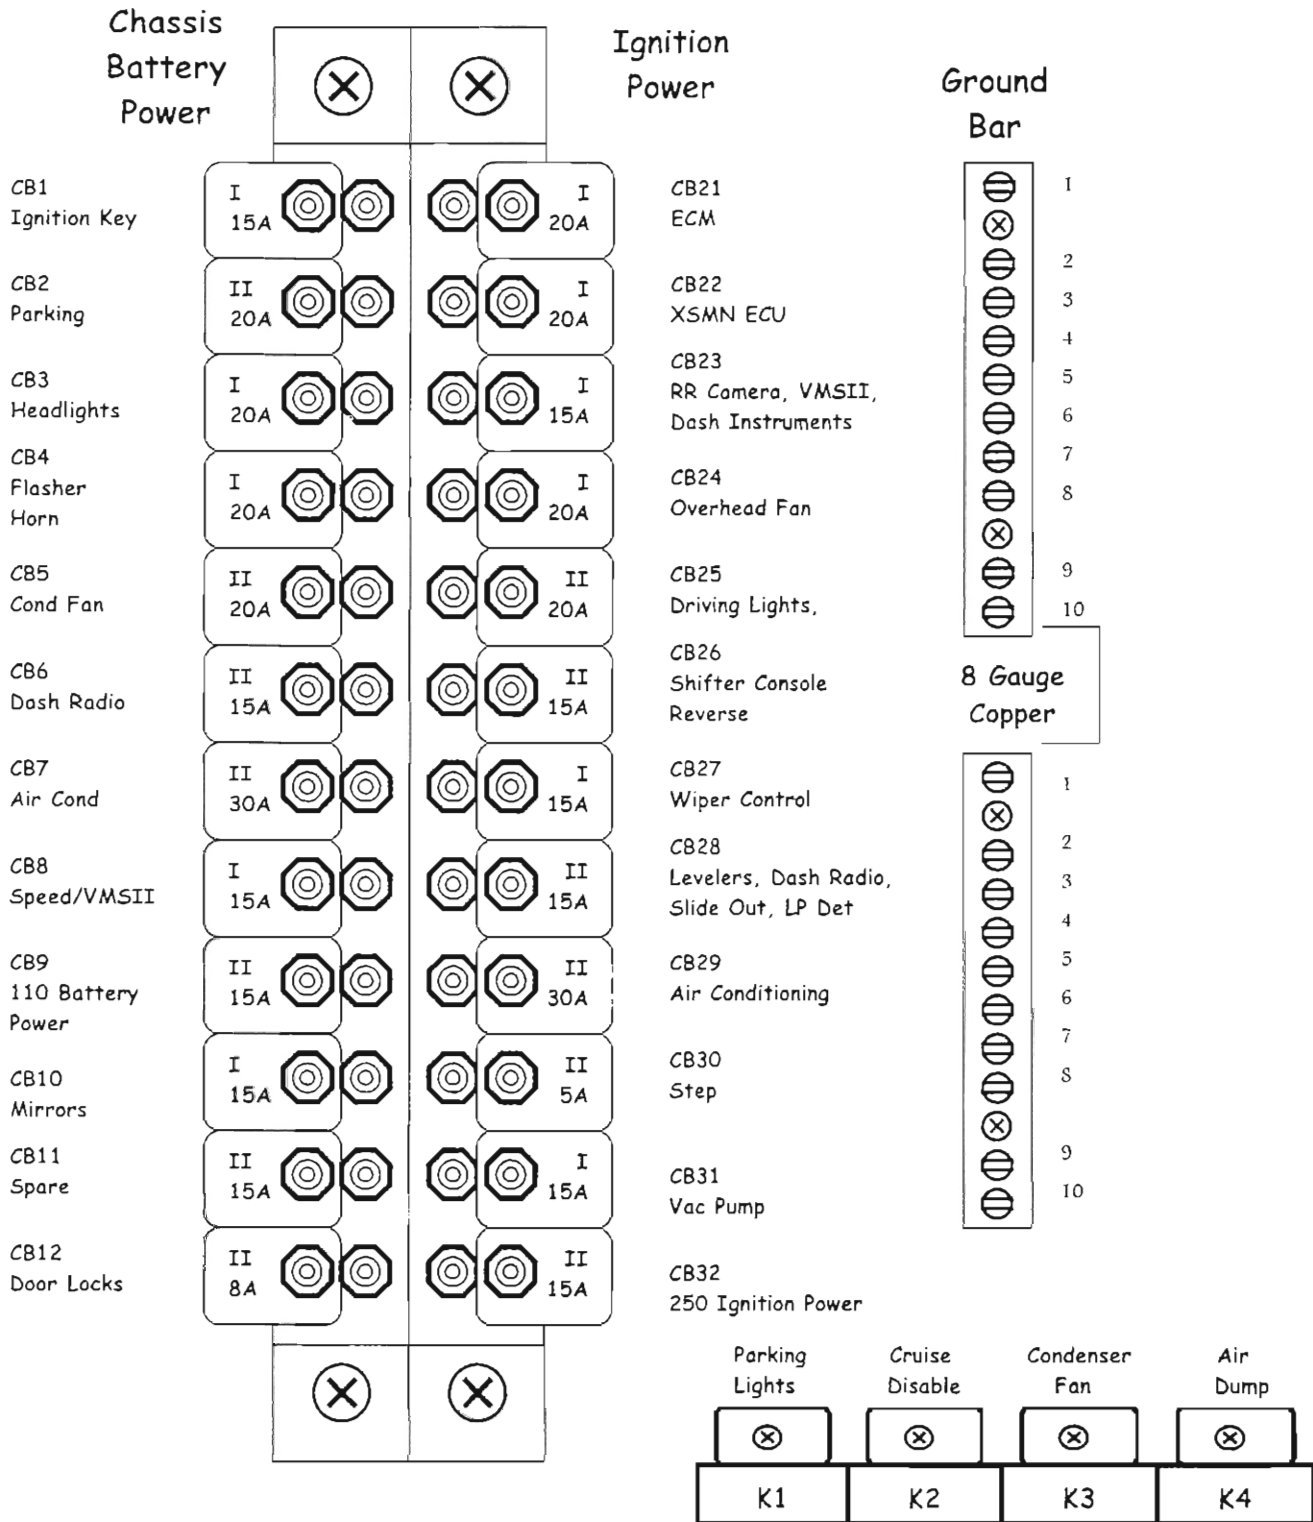 Chassis
Battery
Power
Ignition
Power
Ground
Bar
CB1
Ignition Key
I
15A
I
20A
CB21
ECM
CB2
Parking
II
20A
I
20A
CB22
XSMN ECU
CB3
Headlights
I
20A
I
15A
CB23
RR Camera, VMSII,
Dash Instruments
CB4
Flasher
Horn
I
20A
I
20A
CB24
Overhead Fan
CB5
Cond Fan
II
20A
II
20A
CB25
Driving Lights,
CB6
Dash Radio
II
15A
II
15A
CB26
Shifter Console
Reverse
CB7
Air Cond
II
30A
I
15A
CB27
Wiper Control
CB8
Speed/VMSII
I
15A
II
15A
CB28
Levelers, Dash Radio,
Slide Out, LP Det
CB9
110 Battery
Power
II
15A
II
30A
CB29
Air Conditioning
CB10
Mirrors
I
15A
II
5A
CB30
Step
CB11
Spare
II
15A
I
15A
CB31
Vac Pump
CB12
Door Locks
II
8A
II
15A
CB32
250 Ignition Power
1
2
3
4
5
6
7
8
9
10
8 Gauge
Copper
1
2
3
4
5
6
7
8
9
10
Parking
Lights
Cruise
Disable
Condenser
Fan
Air
Dump
K1
K2
K3
K4